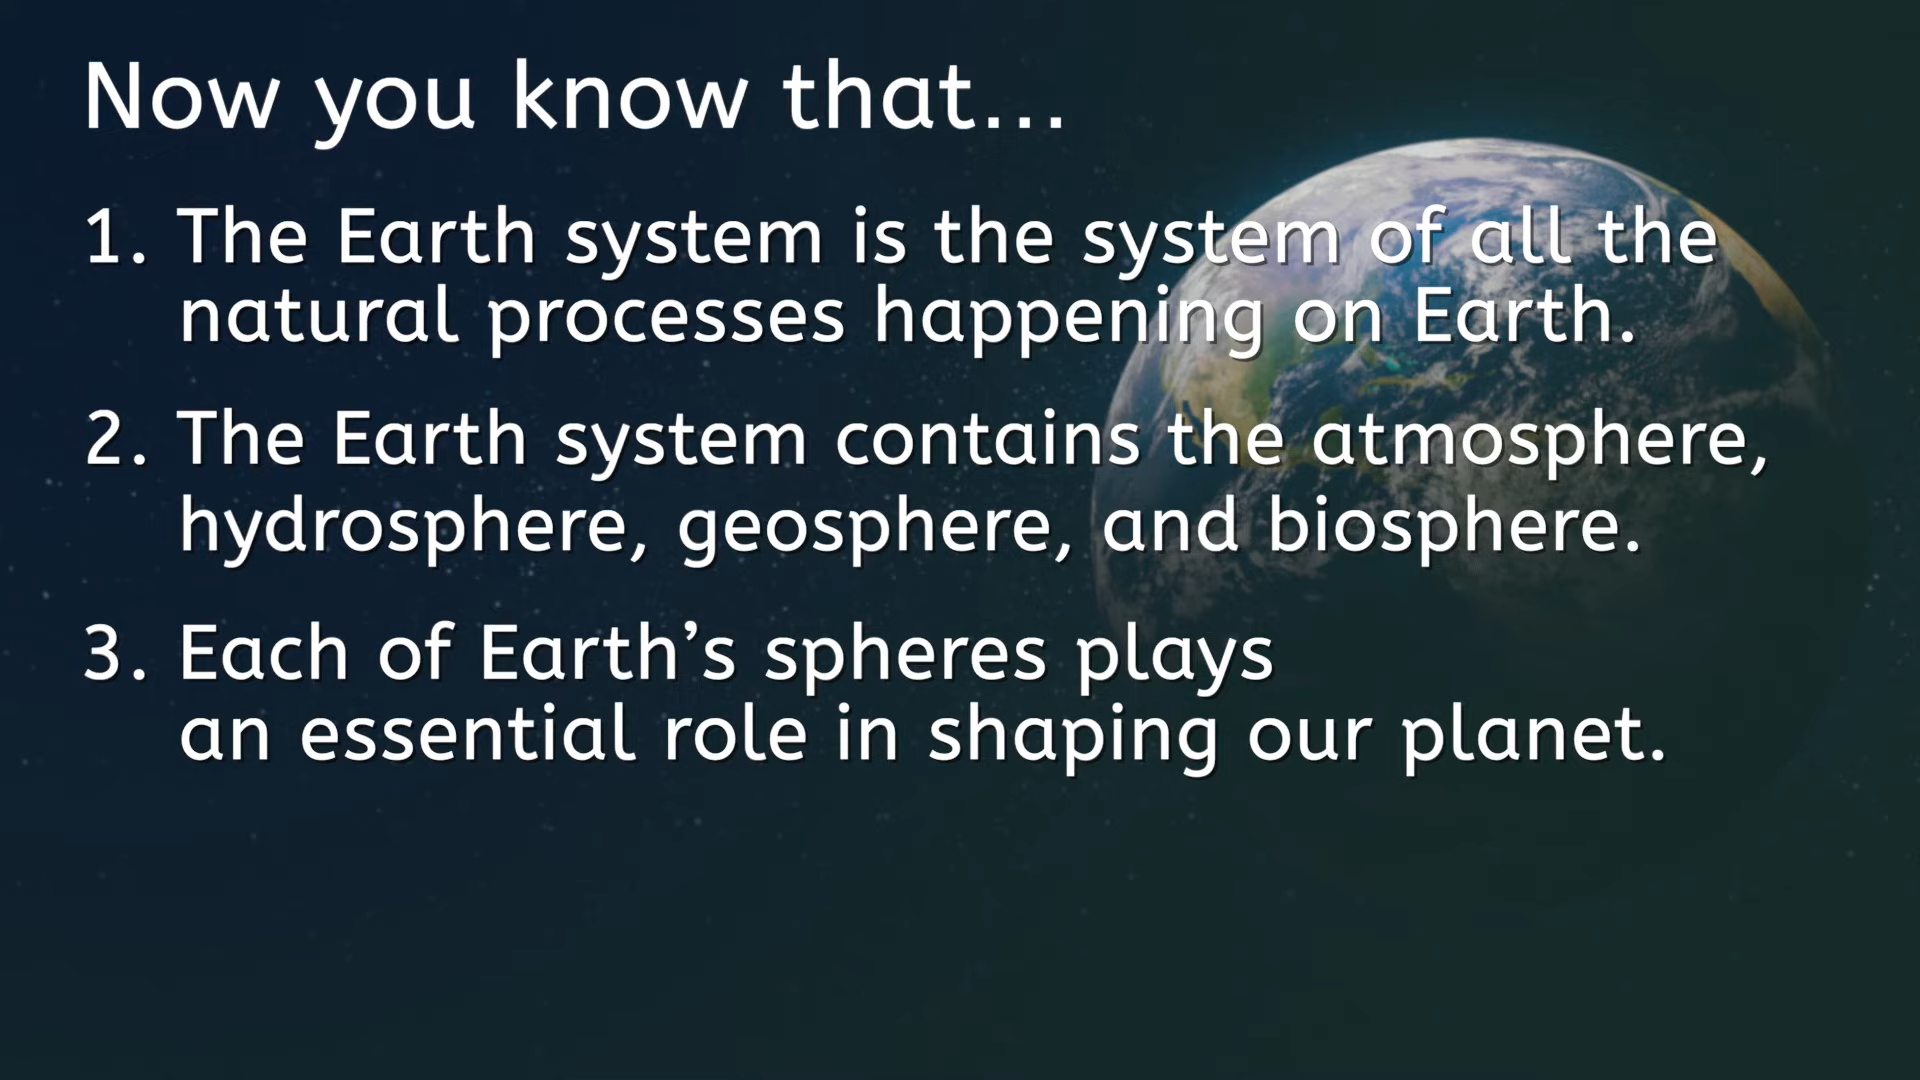 Now you know that...
1. The Earth system is the system of all the
natural processes happening on Earth.
2. The Earth system contains the atmosphere,
hydrosphere, geosphere, and biosphere.
3. Each of Earth’s spheres plays
an essential role in shaping our planet.